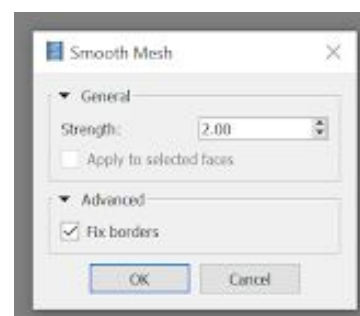 Smooth Mesh
General
Strength: 2.00
Apply to selected faces
Advanced
Fix borders
OK Cancel